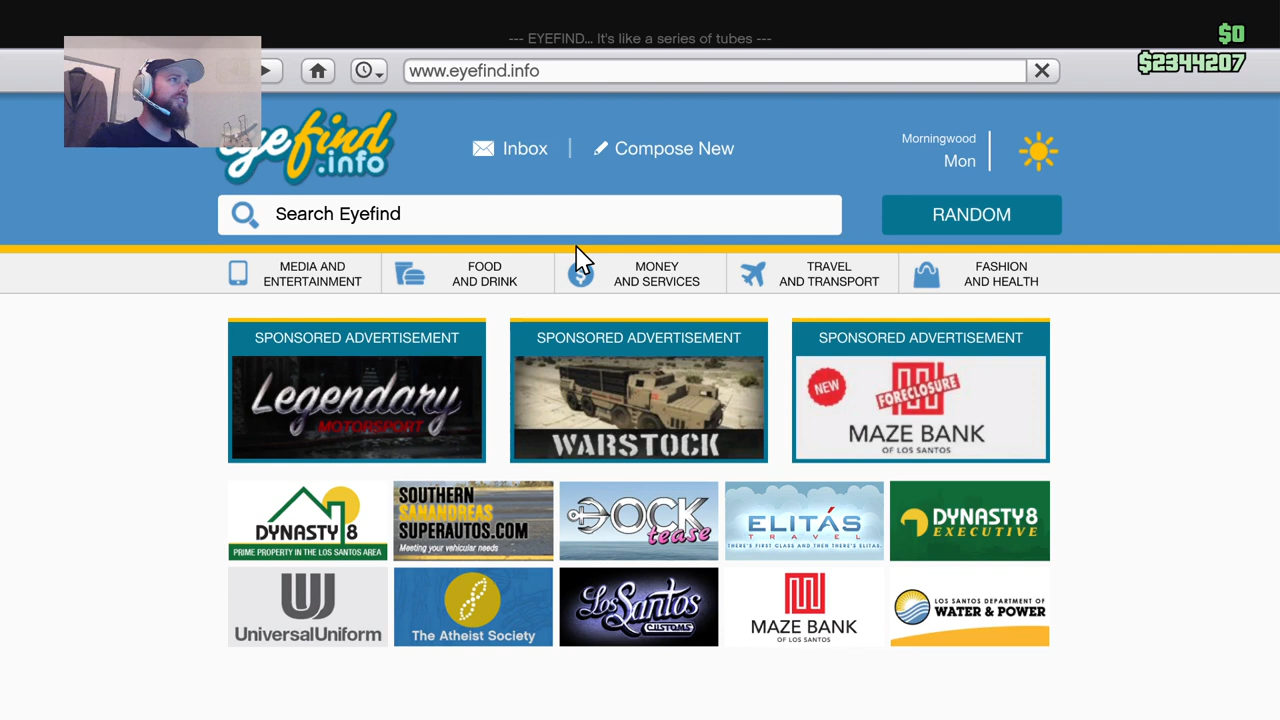 --- EYEFIND... It's like a series of tubes ---
$0
$2344207
www.eyefind.info
eyefind
.info
Inbox
Compose New
Morningwood
Mon
Search Eyefind
RANDOM
MEDIA AND
ENTERTAINMENT
FOOD
AND DRINK
MONEY
AND SERVICES
TRAVEL
AND TRANSPORT
FASHION
AND HEALTH
SPONSORED ADVERTISEMENT
SPONSORED ADVERTISEMENT
SPONSORED ADVERTISEMENT
Legendary
MOTORSPORT
WARSTOCK
NEW
FORECLOSURE
MAZE BANK
OF LOS SANTOS
DYNASTY 8
PRIME PROPERTY IN THE LOS SANTOS AREA
SOUTHERN
SANANDREAS
SUPERAUTOS.COM
Meeting your vehicular needs
DOCK
tease
ELITÁS
TRAVEL
THERE'S FIRST CLASS AND THEN THERE'S ELITAS.
DYNASTY 8
EXECUTIVE
UniversalUniform
The Atheist Society
Los Santos
CUSTOMS
MAZE BANK
OF LOS SANTOS
LOS SANTOS DEPARTMENT OF
WATER & POWER